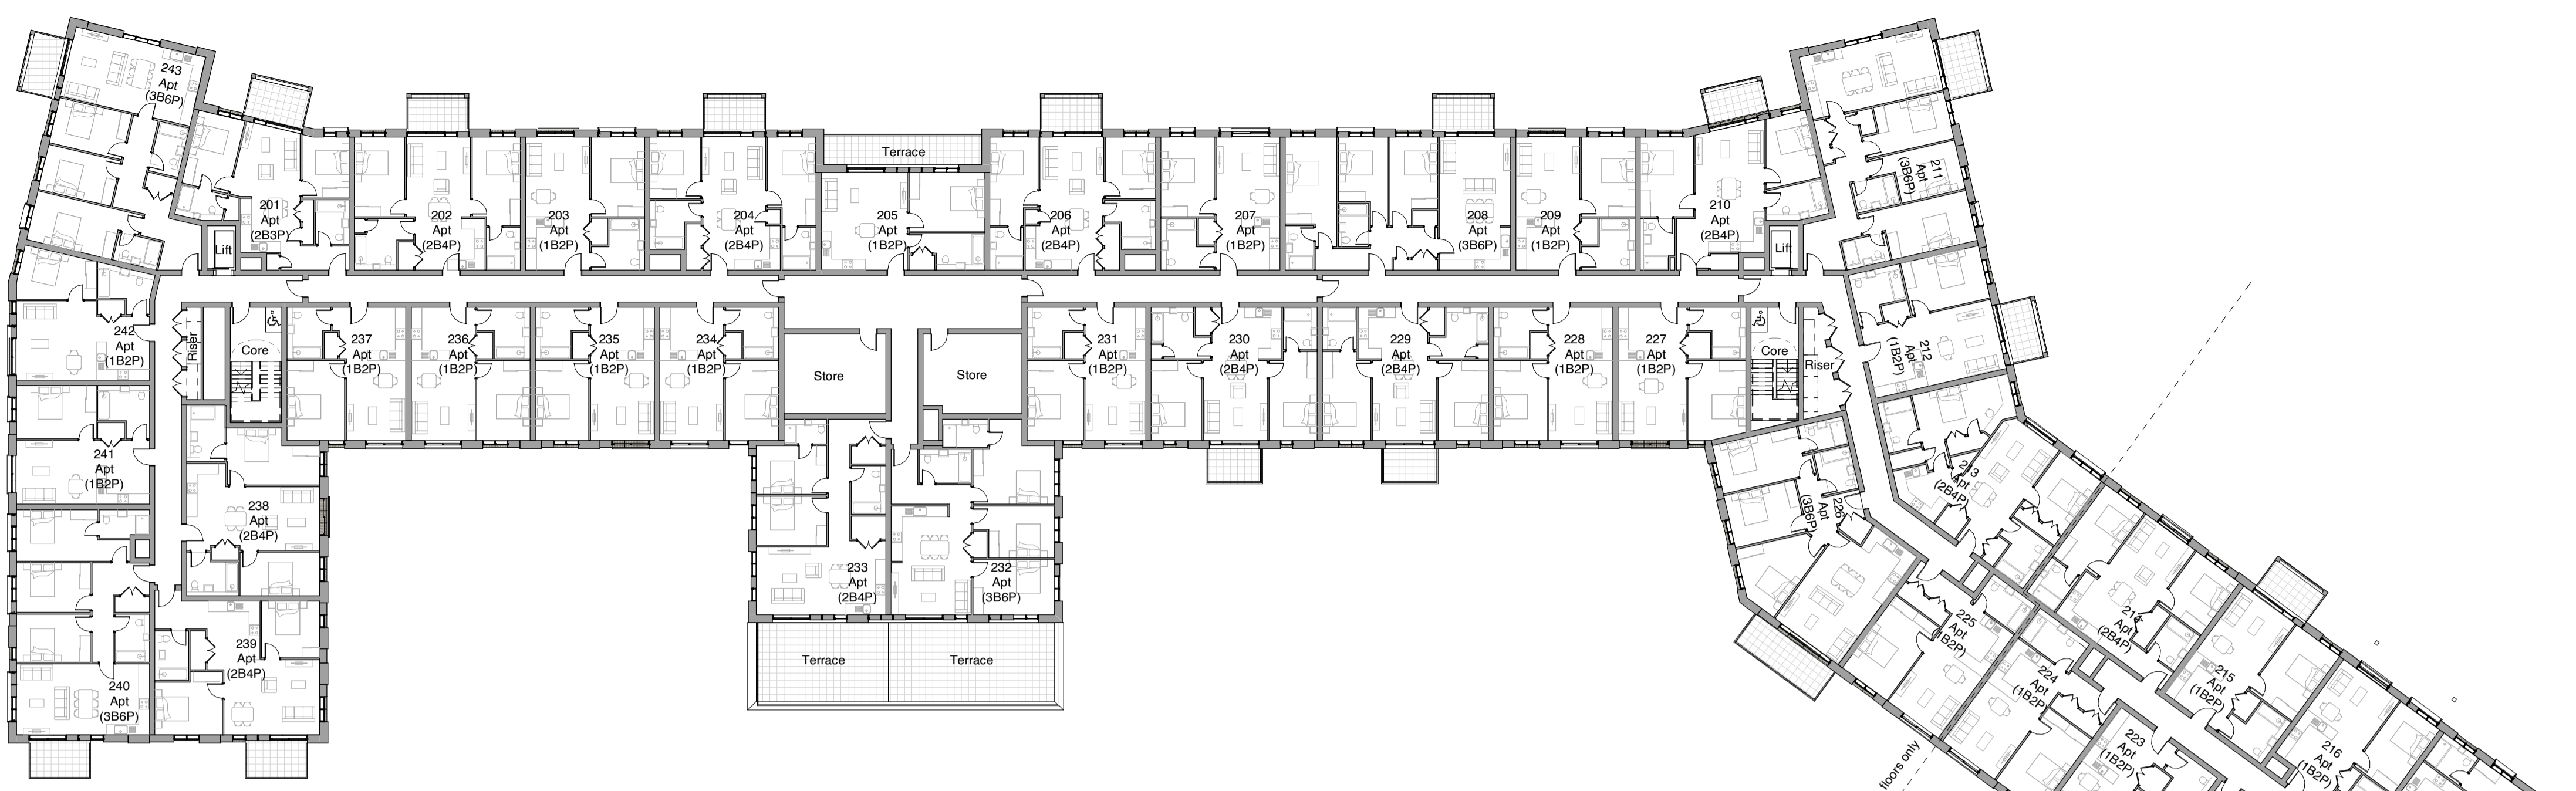 243
Apt
(3B6P)
201
Apt
(2B3P)
Lift
202
Apt
(2B4P)
203
Apt
(1B2P)
204
Apt
(2B4P)
Terrace
205
Apt
(1B2P)
206
Apt
(2B4P)
207
Apt
(1B2P)
208
Apt
(3B6P)
209
Apt
(1B2P)
210
Apt
(2B4P)
Lift
211
Apt
(3B6P)
242
Apt
(1B2P)
Riser
Core
237
Apt
(1B2P)
236
Apt
(1B2P)
235
Apt
(1B2P)
234
Apt
(1B2P)
Store
Store
231
Apt
(1B2P)
230
Apt
(2B4P)
229
Apt
(2B4P)
228
Apt
(1B2P)
227
Apt
(1B2P)
Core
Riser
212
Apt
(1B2P)
241
Apt
(1B2P)
238
Apt
(2B4P)
213
Apt
(2B4P)
226
Apt
(3B6P)
233
Apt
(2B4P)
232
Apt
(3B6P)
239
Apt
(2B4P)
240
Apt
(3B6P)
Terrace
Terrace
225
Apt
(1B2P)
214
Apt
(2B4P)
224
Apt
(1B2P)
215
Apt
(1B2P)
223
Apt
(1B2P)
216
Apt
(1B2P)
floors only